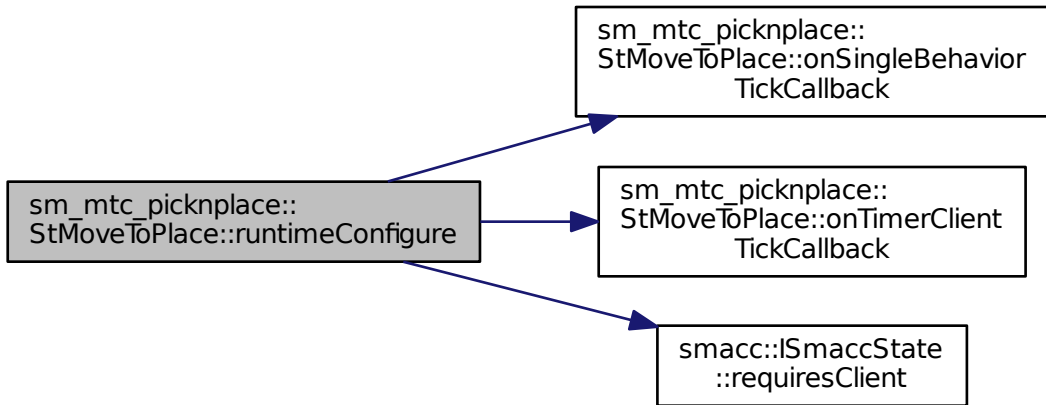 sm_mtc_picknplace::
StMoveToPlace::onSingleBehavior
TickCallback
sm_mtc_picknplace::
StMoveToPlace::runtimeConfigure
sm_mtc_picknplace::
StMoveToPlace::onTimerClient
TickCallback
smacc::ISmaccState
::requiresClient